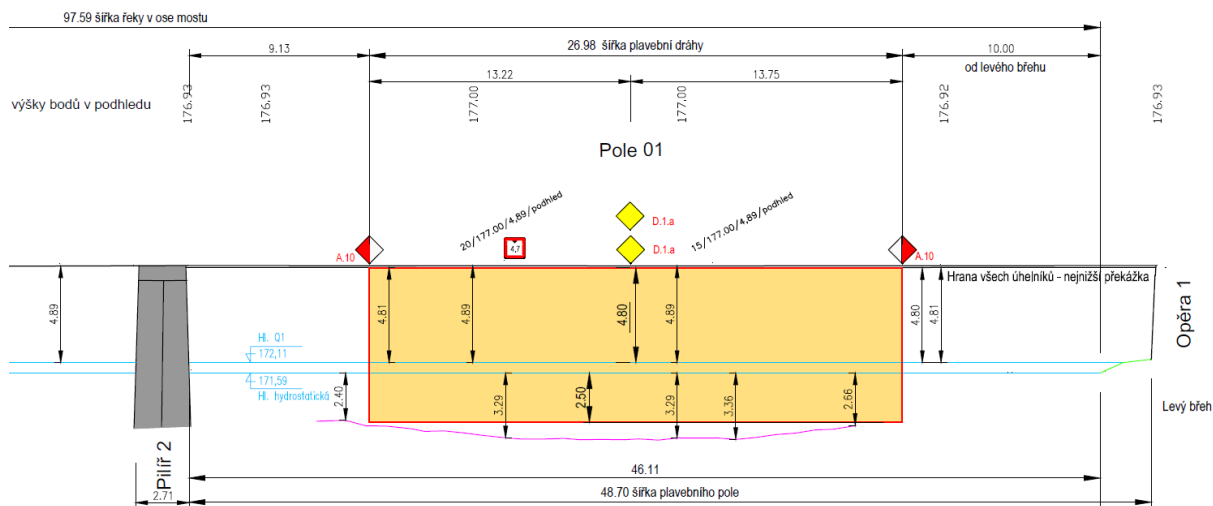 97.59 šířka řeky v ose mostu
9.13
26.98 šířka plavební dráhy
10.00
od levého břehu
13.22
13.75
výšky bodů v podhledu
176.93
176.93
177.00
177.00
176.92
176.93
Pole 01
20/177.00/4,89/podhled
15/177.00/4,89/podhled
D.1.a
D.1.a
4,7
A.10
A.10
Hrana všech úhelníků - nejnižší překážka
4.89
4.81
4.89
4.80
4.89
4.80
4.81
Opěra 1
Hl. Q1
172,11
171,59
Hl. hydrostatická
2.40
3.29
2.50
3.29
3.36
2.66
Levý břeh
Pilíř 2
46.11
2.71
48.70 šířka plavebního pole